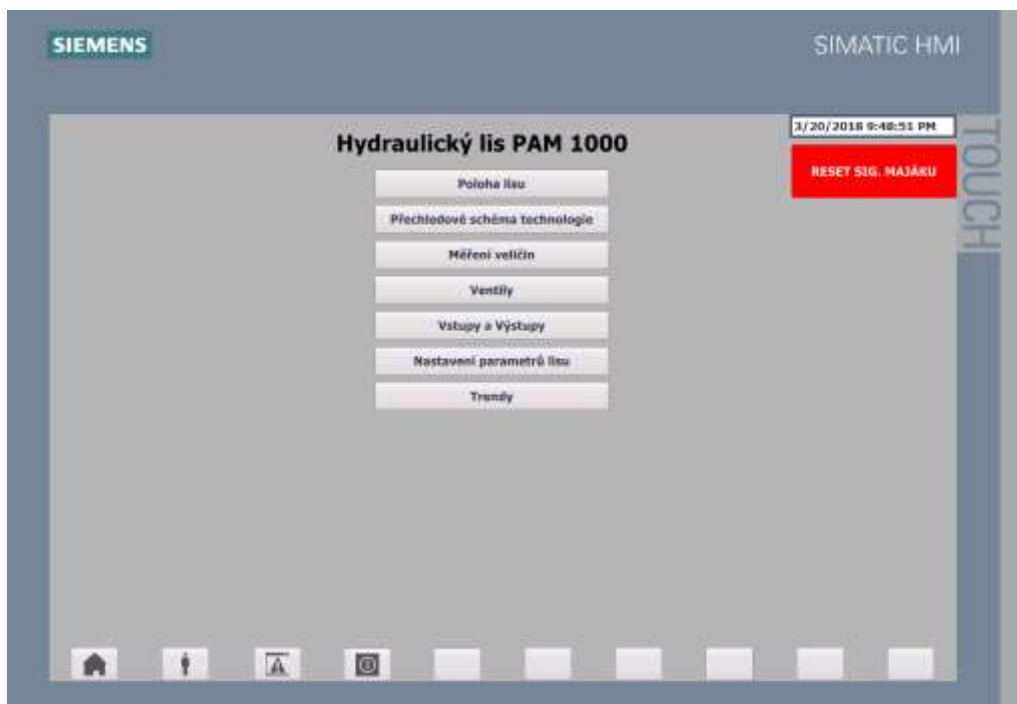 SIEMENS
SIMATIC HMI
TOUCH
3/20/2018 9:48:51 PM
Hydraulický lis PAM 1000
RESET SIG. MAJÁKU
Poloha lisu
Přechledové schéma technologie
Měření veličin
Ventily
Vstupy a Výstupy
Nastavení parametrů lisu
Trendy